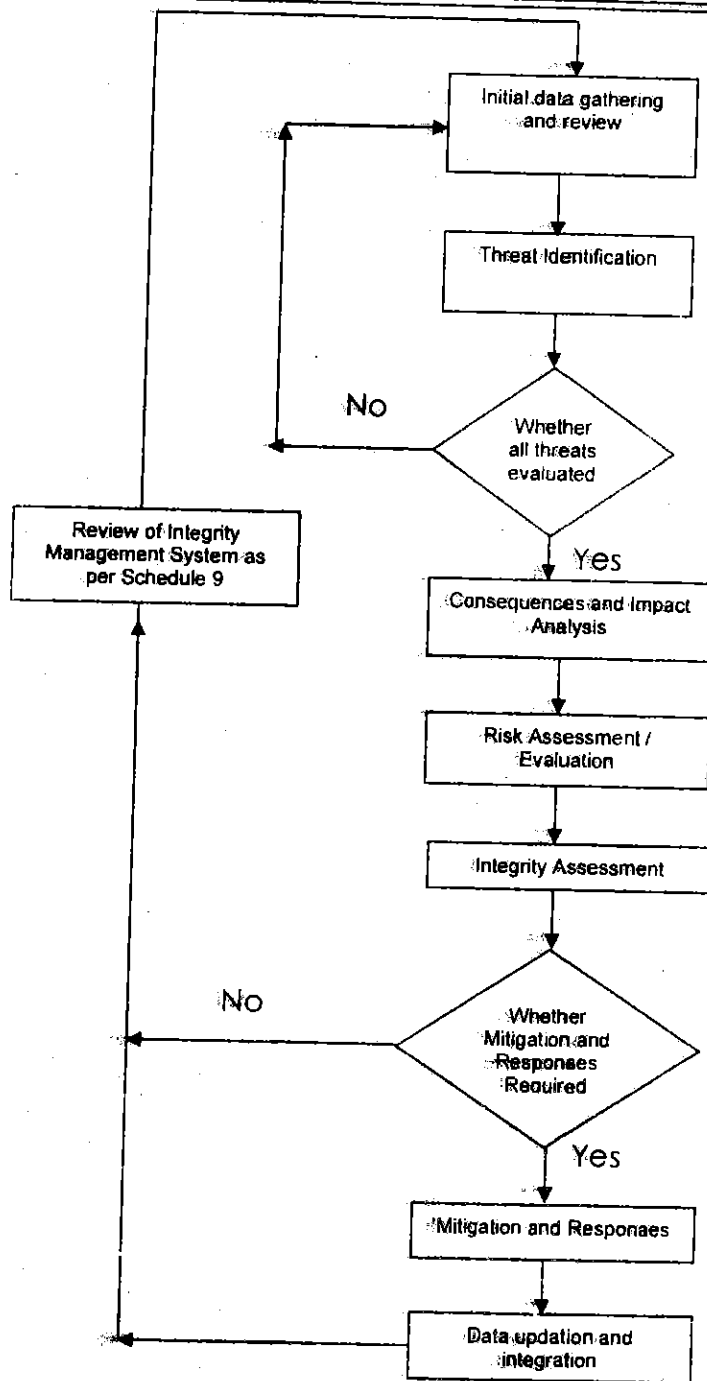 Initial data gathering
and review
Threat Identification
No
Whether
all threats
evaluated
Yes
Review of Integrity
Management System as
per Schedule 9
Consequences and Impact
Analysis
Risk Assessment /
Evaluation
Integrity Assessment
No
Whether
Mitigation and
Responses
Required
Yes
Mitigation and Responaes
Data updation and
integration